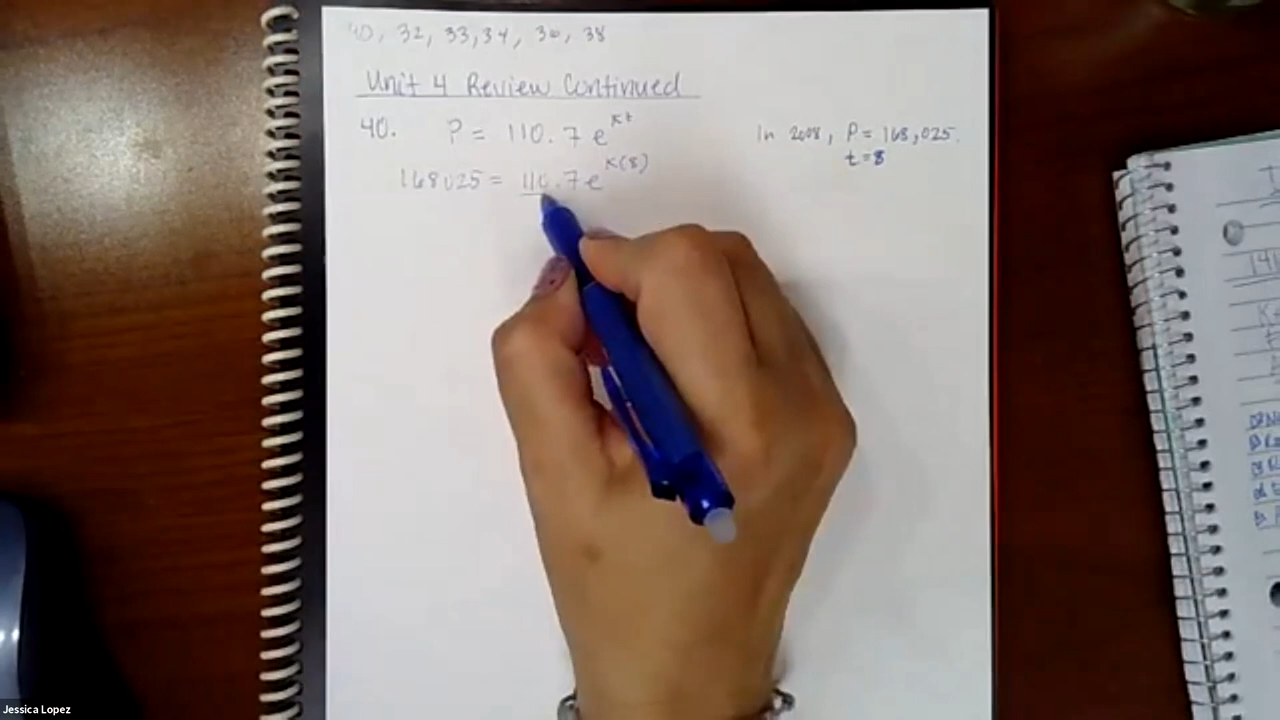 40, 32, 33, 34, 36, 38
Unit 4 Review Continued
40. P = 110.7 e^kt
In 2008, P = 168,025.
t = 8
168025 = 110.7 e^k(8)
Jessica Lopez